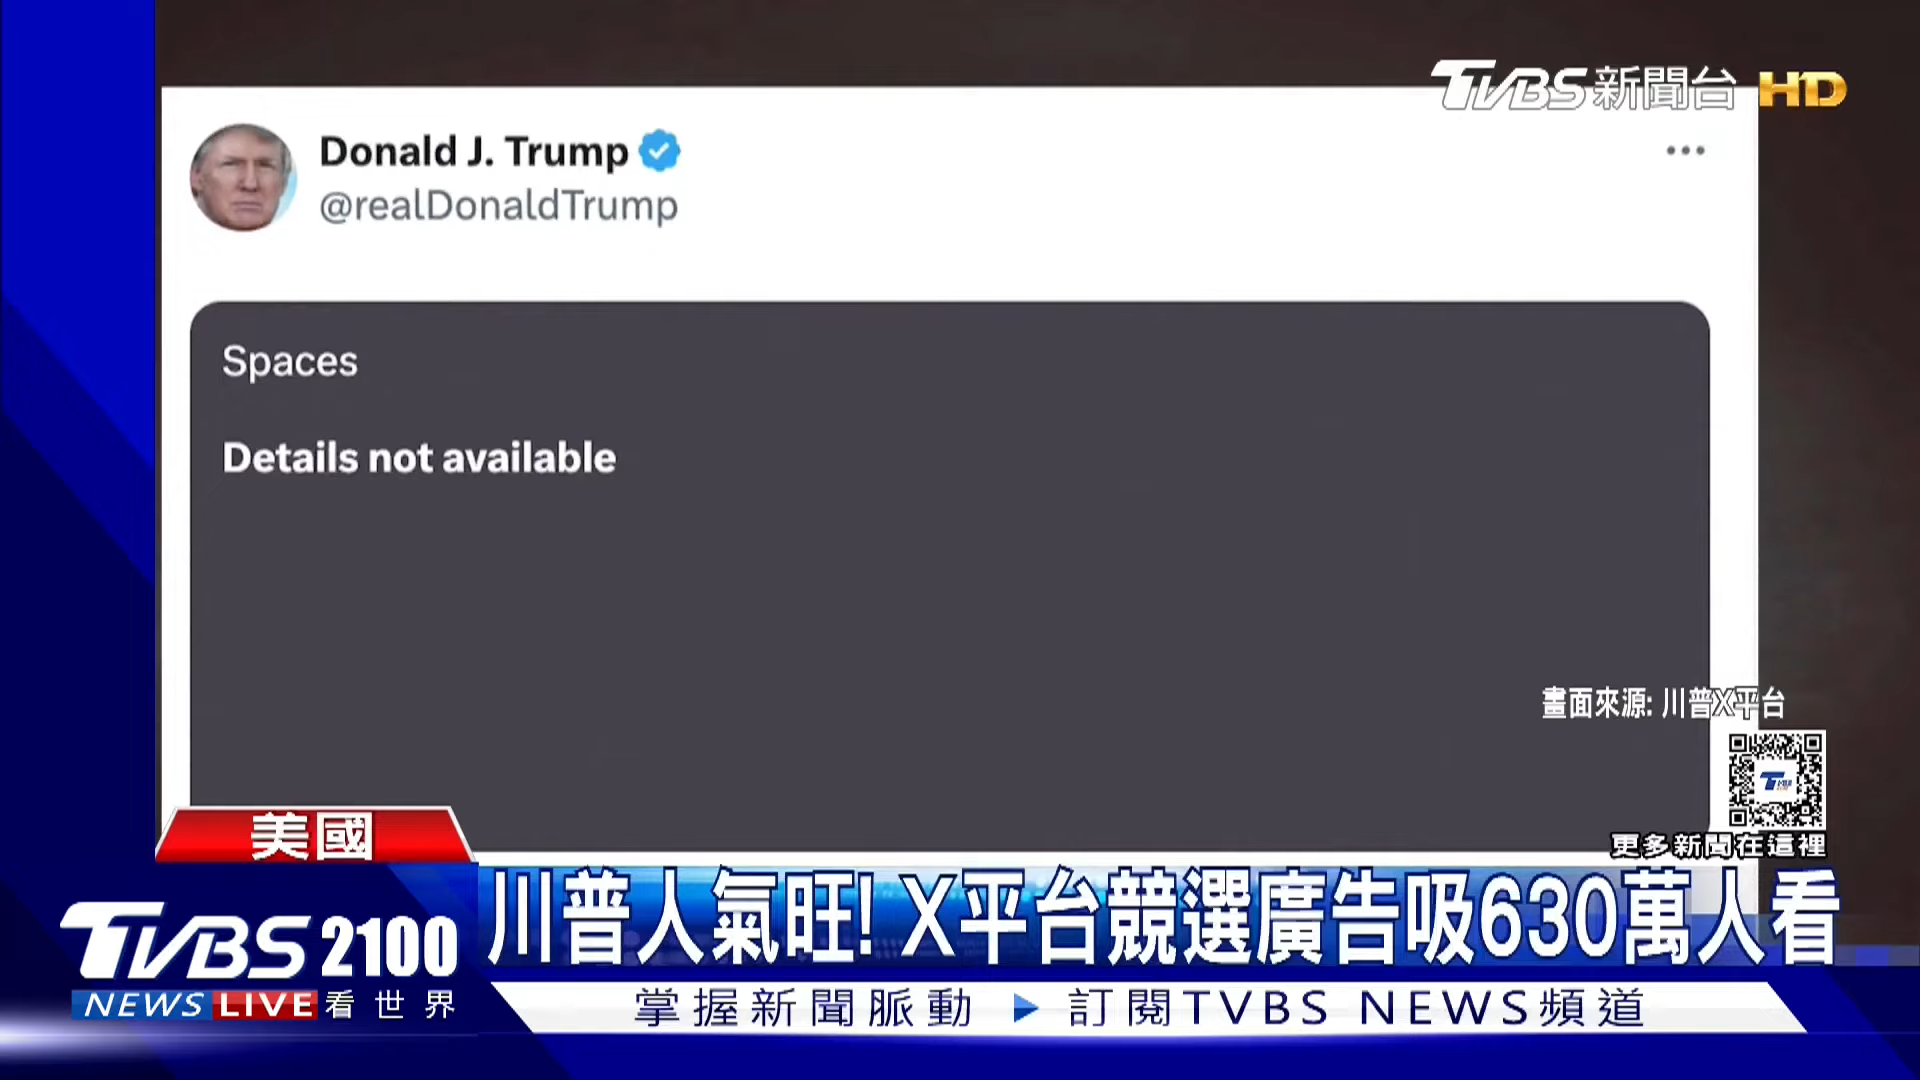 TVBS新聞台 HD
Donald J. Trump
@realDonaldTrump
Spaces
Details not available
畫面來源: 川普X平台
更多新聞在這裡
美國
川普人氣旺! X平台競選廣告吸630萬人看
TVBS 2100
NEWS LIVE 看世界
掌握新聞脈動 ▶ 訂閱TVBS NEWS頻道